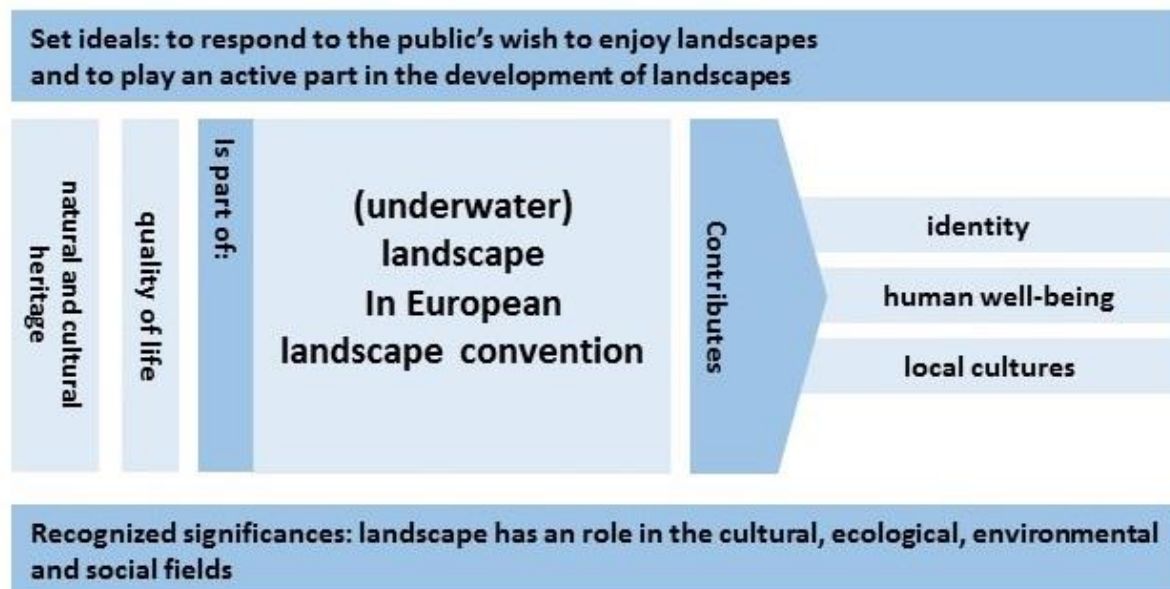 Set ideals: to respond to the public's wish to enjoy landscapes
and to play an active part in the development of landscapes
natural and cultural
heritage
quality of life
Is part of:
(underwater)
landscape
In European
landscape convention
Contributes
identity
human well-being
local cultures
Recognized significances: landscape has an role in the cultural, ecological, environmental
and social fields